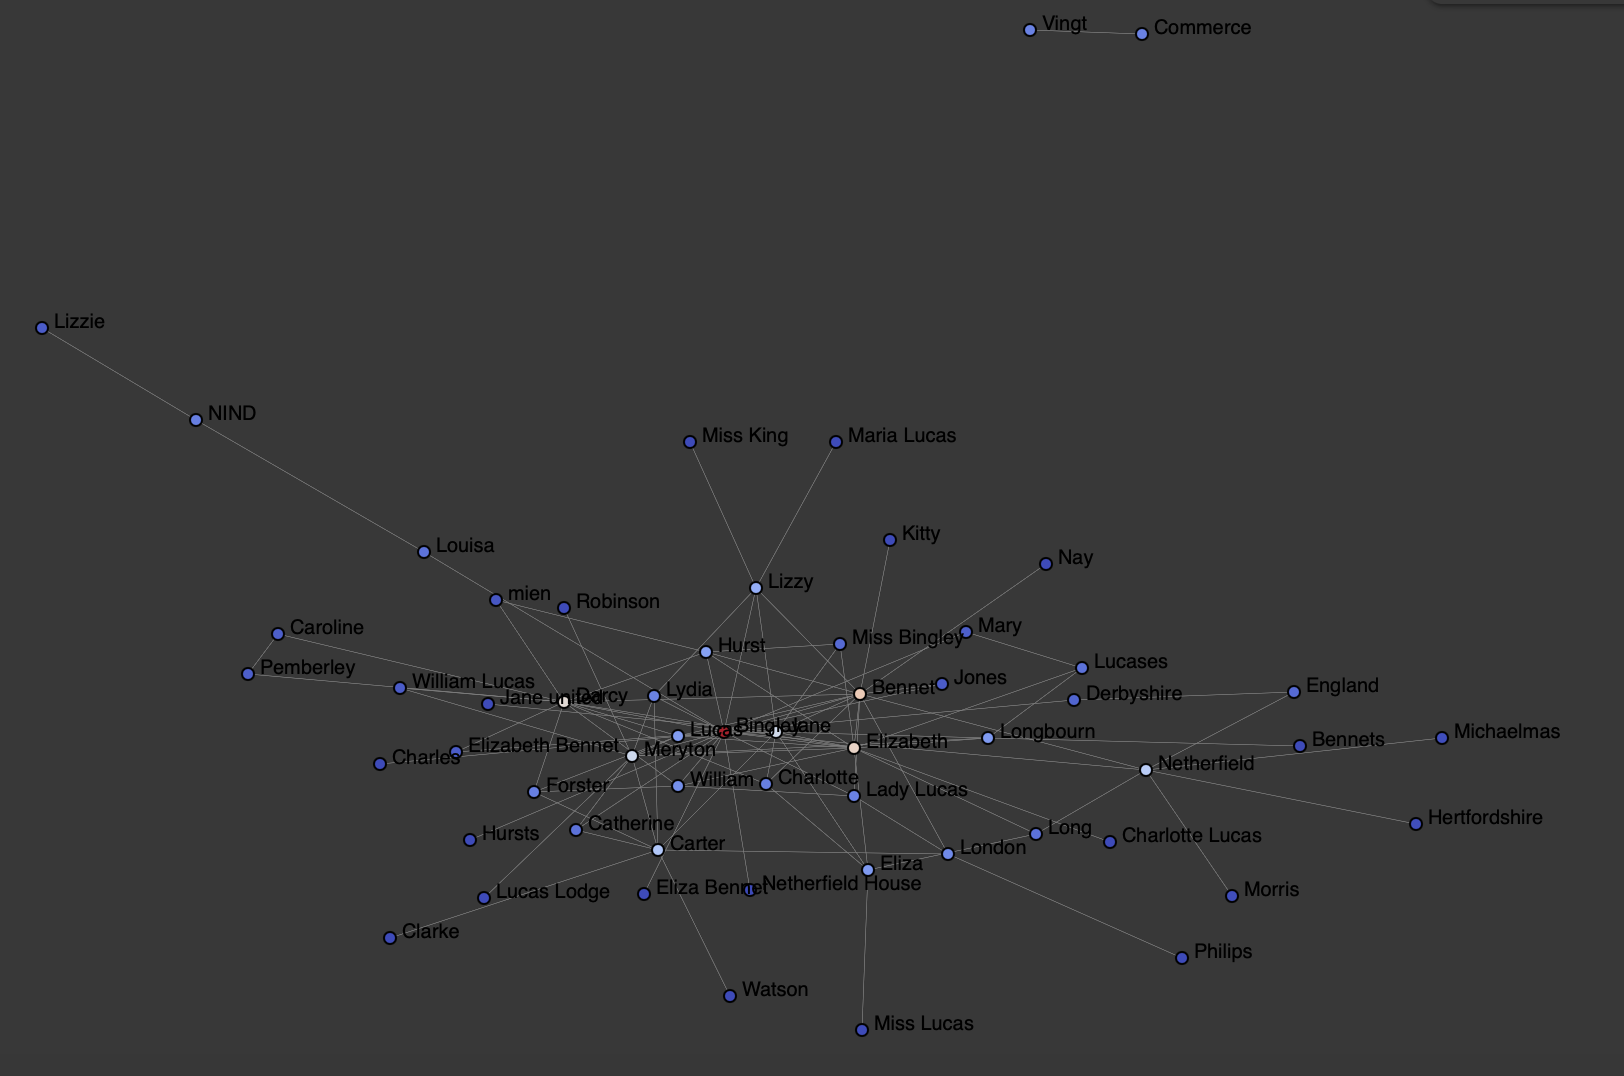 Vingt
Commerce
Lizzie
NIND
Miss King
Maria Lucas
Kitty
Louisa
Nay
Lizzy
mien
Robinson
Caroline
Mary
Hurst
Miss Bingley
Lucases
Pemberley
William Lucas
Jane united
Darcy
Lydia
Bennet
Jones
Derbyshire
England
Lucas
Bingley
Jane
Elizabeth
Longbourn
Bennets
Michaelmas
Charles
Elizabeth Bennet
Meryton
Netherfield
Forster
William
Charlotte
Lady Lucas
Hertfordshire
Hursts
Catherine
Carter
Long
Charlotte Lucas
London
Eliza
Lucas Lodge
Eliza Bennet
Netherfield House
Morris
Clarke
Philips
Watson
Miss Lucas